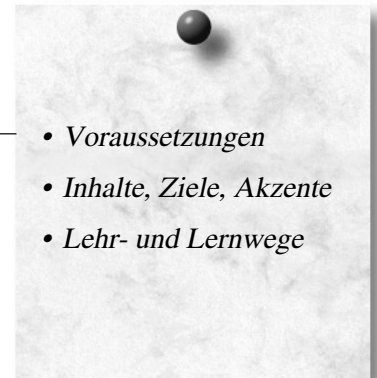 • Voraussetzungen
• Inhalte, Ziele, Akzente
• Lehr- und Lernwege